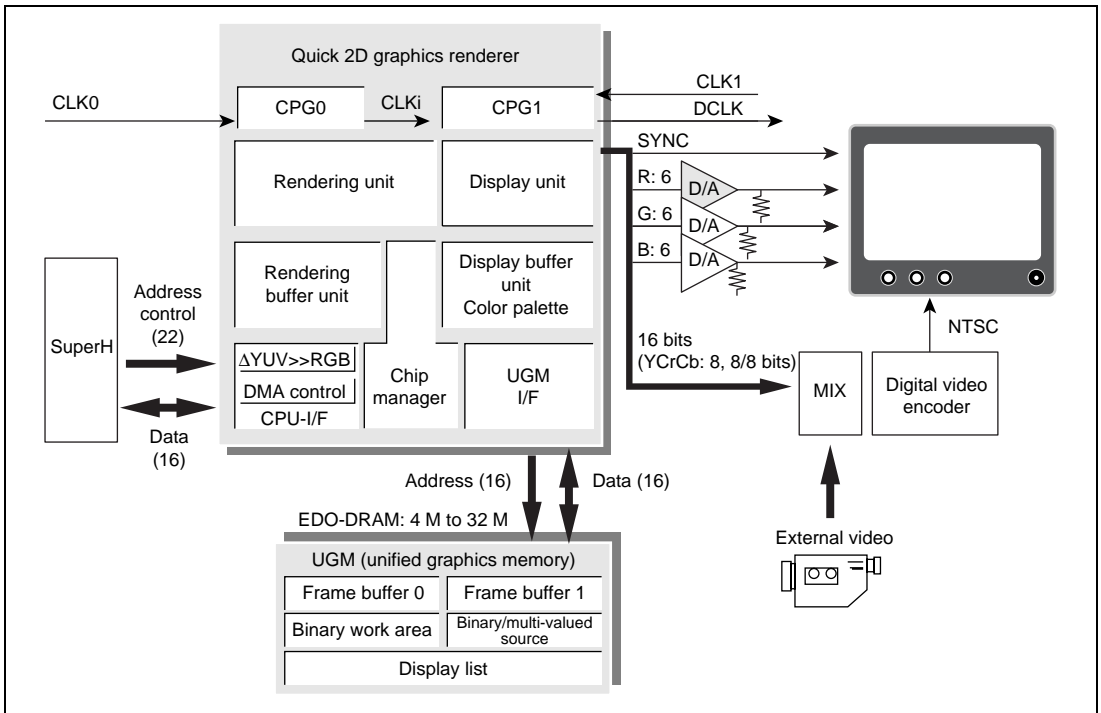 Quick 2D graphics renderer
CLK0
CPG0
CLKi
CPG1
CLK1
DCLK
SYNC
Rendering unit
Display unit
R: 6
D/A
G: 6
D/A
B: 6
D/A
Rendering
buffer unit
Display buffer
unit
Color palette
SuperH
Address
control
(22)
Data
(16)
ΔYUV>>RGB
DMA control
CPU-I/F
Chip
manager
UGM
I/F
16 bits
(YCrCb: 8, 8/8 bits)
MIX
NTSC
Digital video
encoder
External video
Address (16)
Data (16)
EDO-DRAM: 4 M to 32 M
UGM (unified graphics memory)
Frame buffer 0
Frame buffer 1
Binary work area
Binary/multi-valued
source
Display list